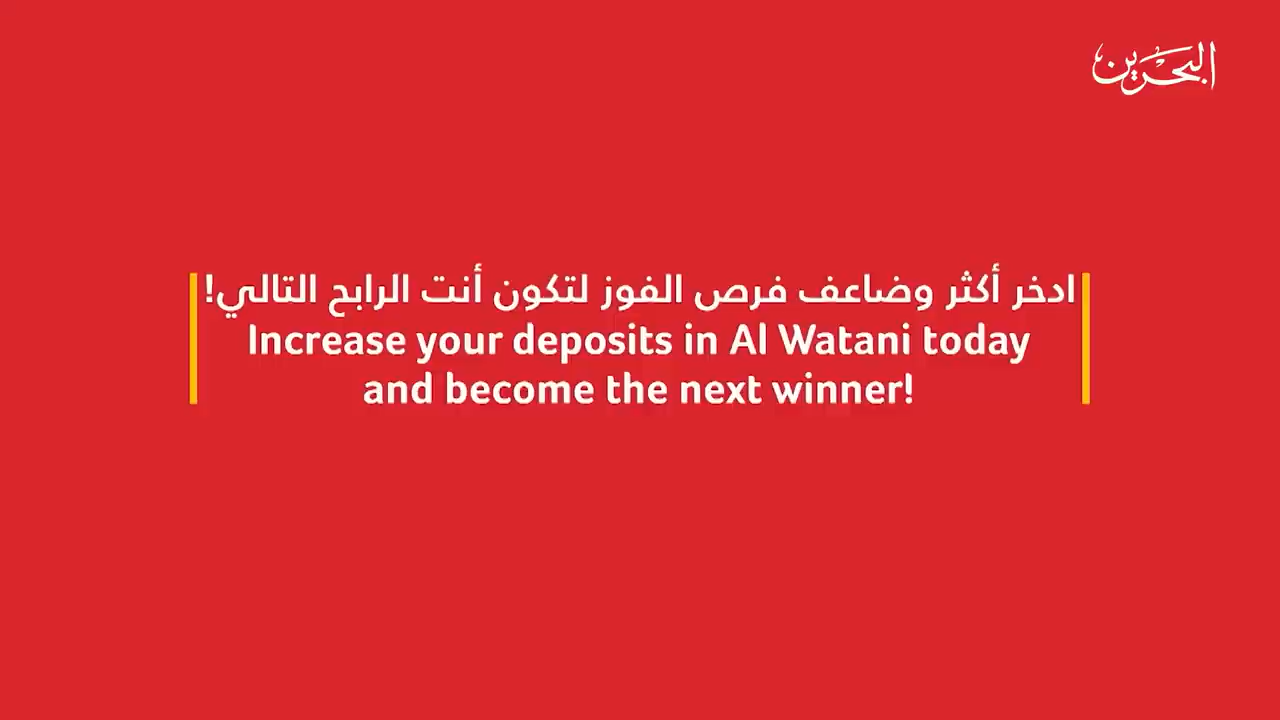 البحرين
ادخر أكثر وضاعف فرص الفوز لتكون أنت الرابح التالي!
Increase your deposits in Al Watani today
and become the next winner!